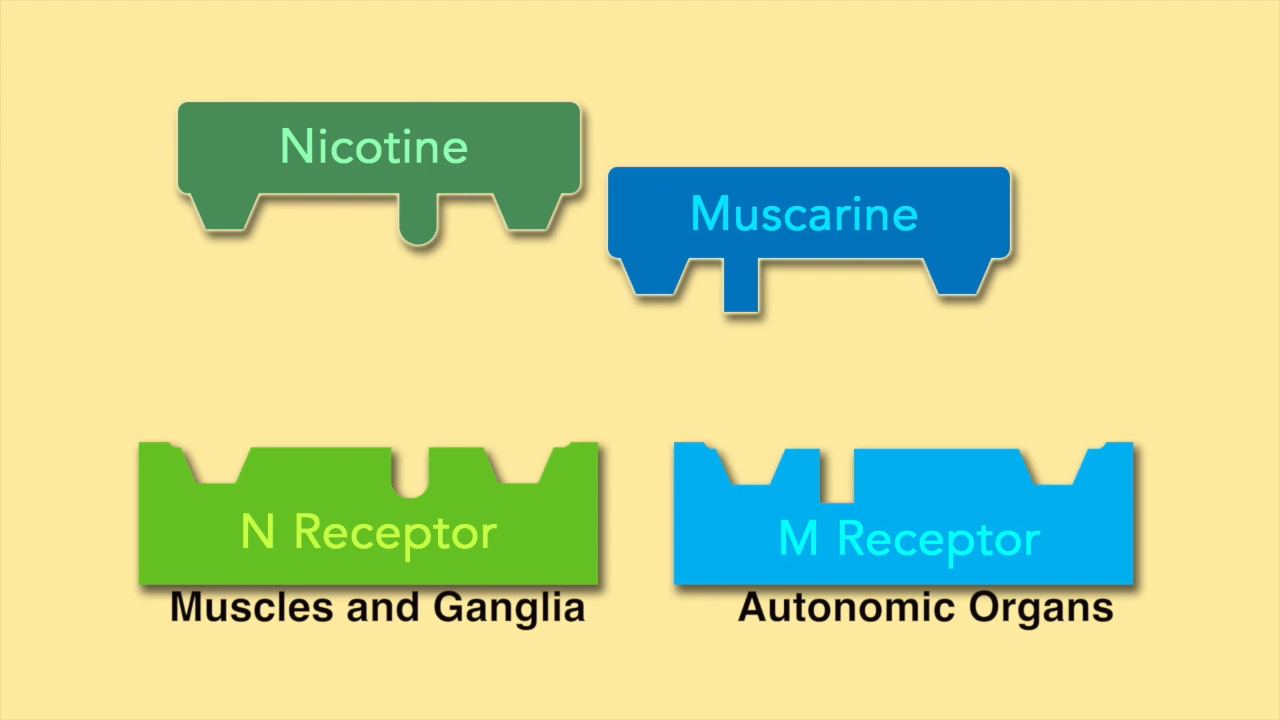 Nicotine
Muscarine
N Receptor
M Receptor
Muscles and Ganglia
Autonomic Organs